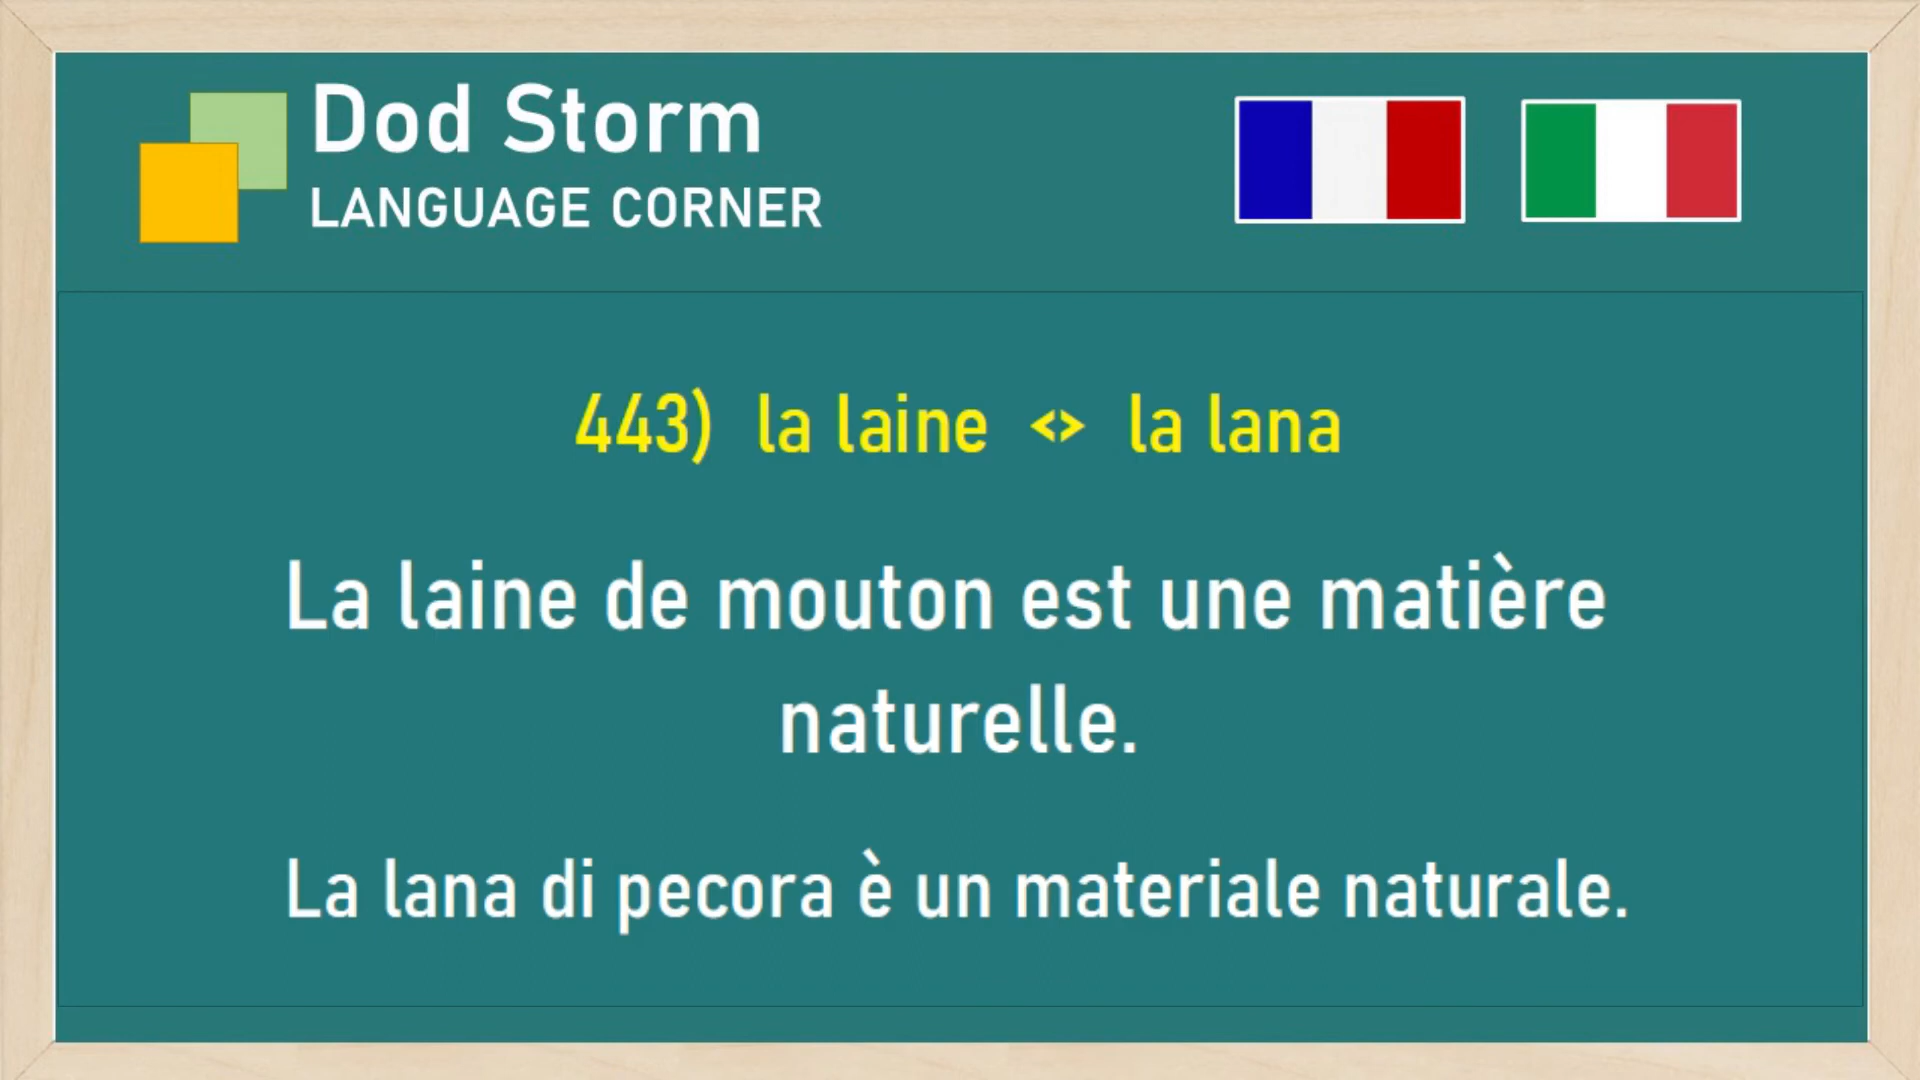 Dod Storm
LANGUAGE CORNER
443) la laine <> la lana
La laine de mouton est une matière
naturelle.
La lana di pecora è un materiale naturale.